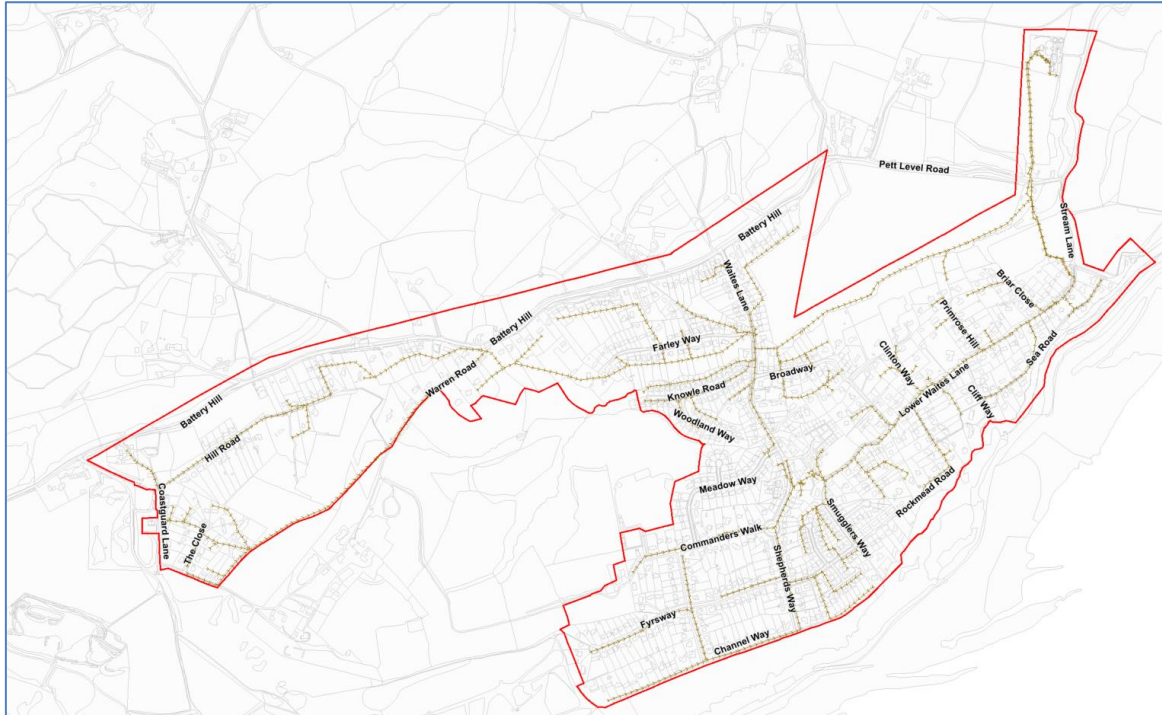 Pett Level Road
Stream Lane
Battery Hill
Waites Lane
Briar Close
Primrose Hill
Battery Hill
Farley Way
Sea Road
Clinton Way
Broadway
Warren Road
Lower Waites Lane
Knowle Road
Cliff Way
Battery Hill
Woodland Way
Hill Road
Meadow Way
Rockmead Road
Coastguard Lane
The Close
Smugglers Way
Commanders Walk
Shepherds Way
Fyrsway
Channel Way